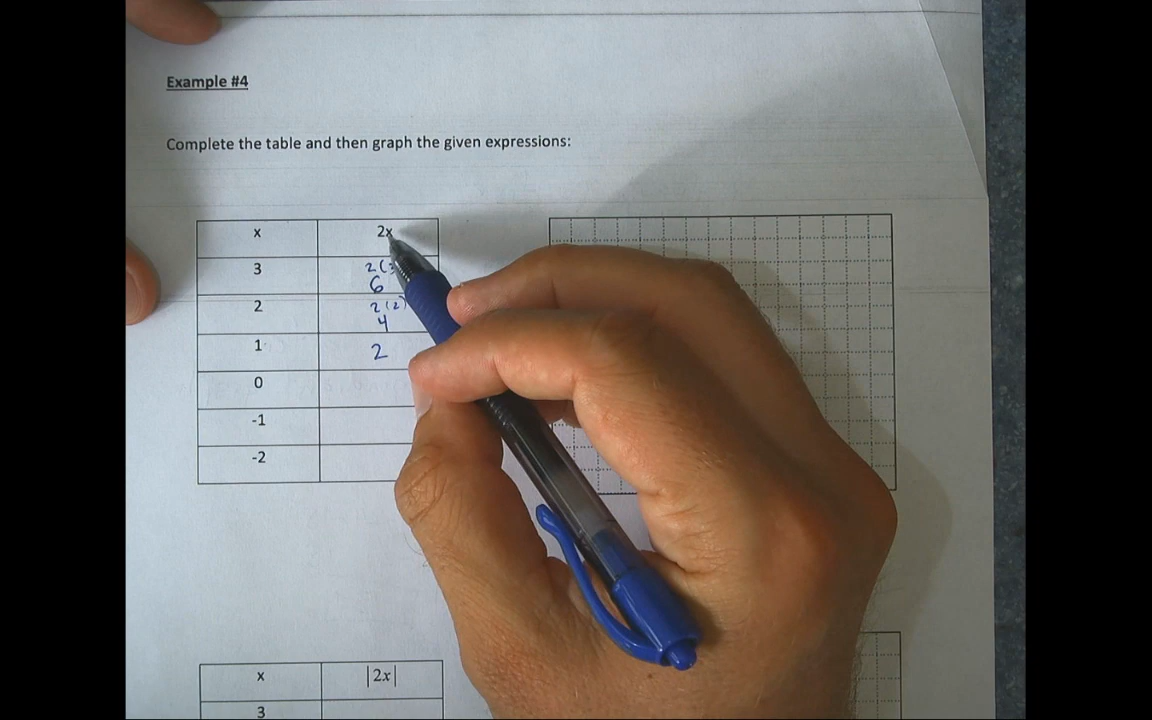 Example #4
Complete the table and then graph the given expressions:
x 2x
3 2(
6
2 2(2)
4
1 2
0
-1
-2
x |2x|
3